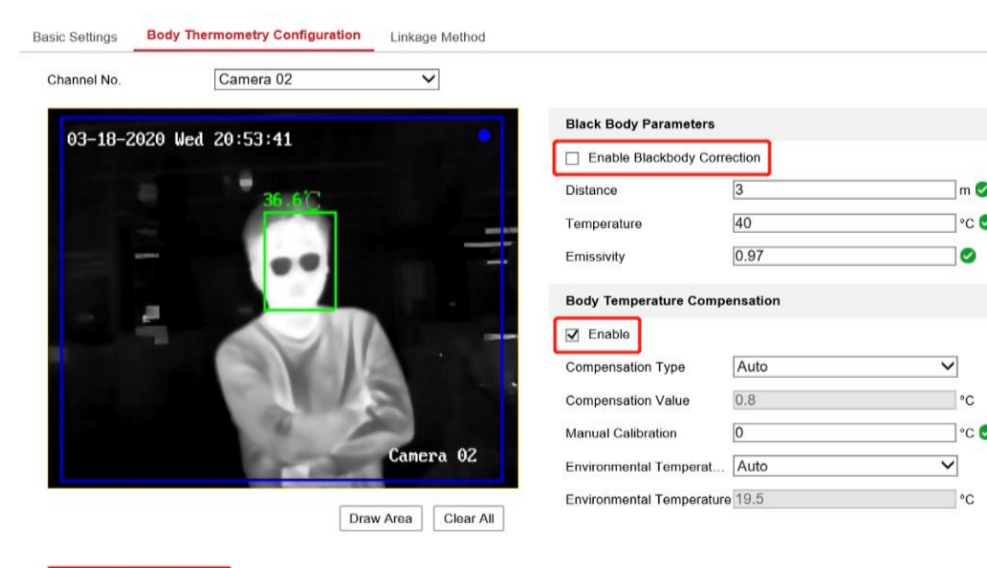 Basic Settings Body Thermometry Configuration Linkage Method
Channel No. Camera 02
03-18-2020 Wed 20:53:41
36.6℃
Camera 02
Draw Area Clear All
Black Body Parameters
Enable Blackbody Correction
Distance 3 m
Temperature 40 °C
Emissivity 0.97
Body Temperature Compensation
Enable
Compensation Type Auto
Compensation Value 0.8 °C
Manual Calibration 0 °C
Environmental Temperat... Auto
Environmental Temperature 19.5 °C